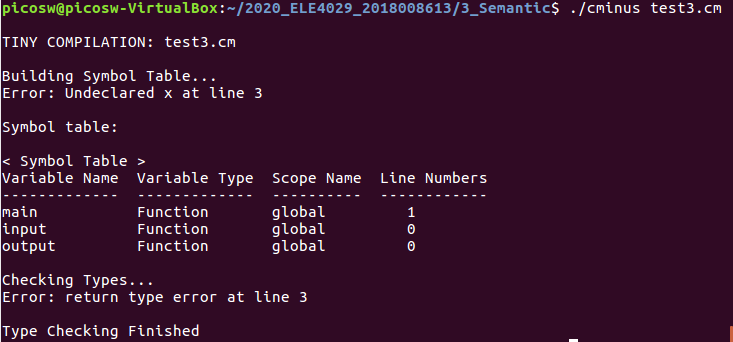 picosw@picosw-VirtualBox:~/2020_ELE4029_2018008613/3_Semantic$ ./cminus test3.cm
TINY COMPILATION: test3.cm
Building Symbol Table...
Error: Undeclared x at line 3
Symbol table:
< Symbol Table >
Variable Name  Variable Type  Scope Name  Line Numbers
-------------  -------------  ----------  ------------
main           Function       global         1
input          Function       global         0
output         Function       global         0
Checking Types...
Error: return type error at line 3
Type Checking Finished